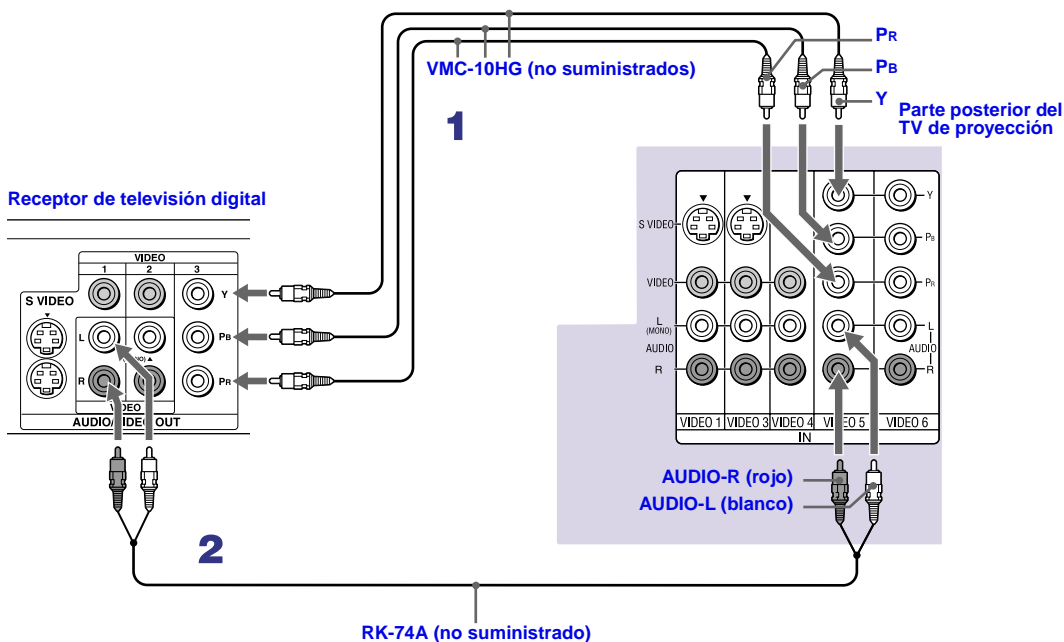 PR
PB
Y
VMC-10HG (no suministrados)
1
Parte posterior del
TV de proyección
Receptor de televisión digital
VIDEO
1 2 3
S VIDEO
Y
L
PB
R
PR
VIDEO
AUDIO/VIDEO OUT
S VIDEO
VIDEO
L
(MONO)
AUDIO
R
Y
PB
PR
L
AUDIO
R
VIDEO 1 VIDEO 3 VIDEO 4 VIDEO 5 VIDEO 6
IN
AUDIO-R (rojo)
AUDIO-L (blanco)
2
RK-74A (no suministrado)